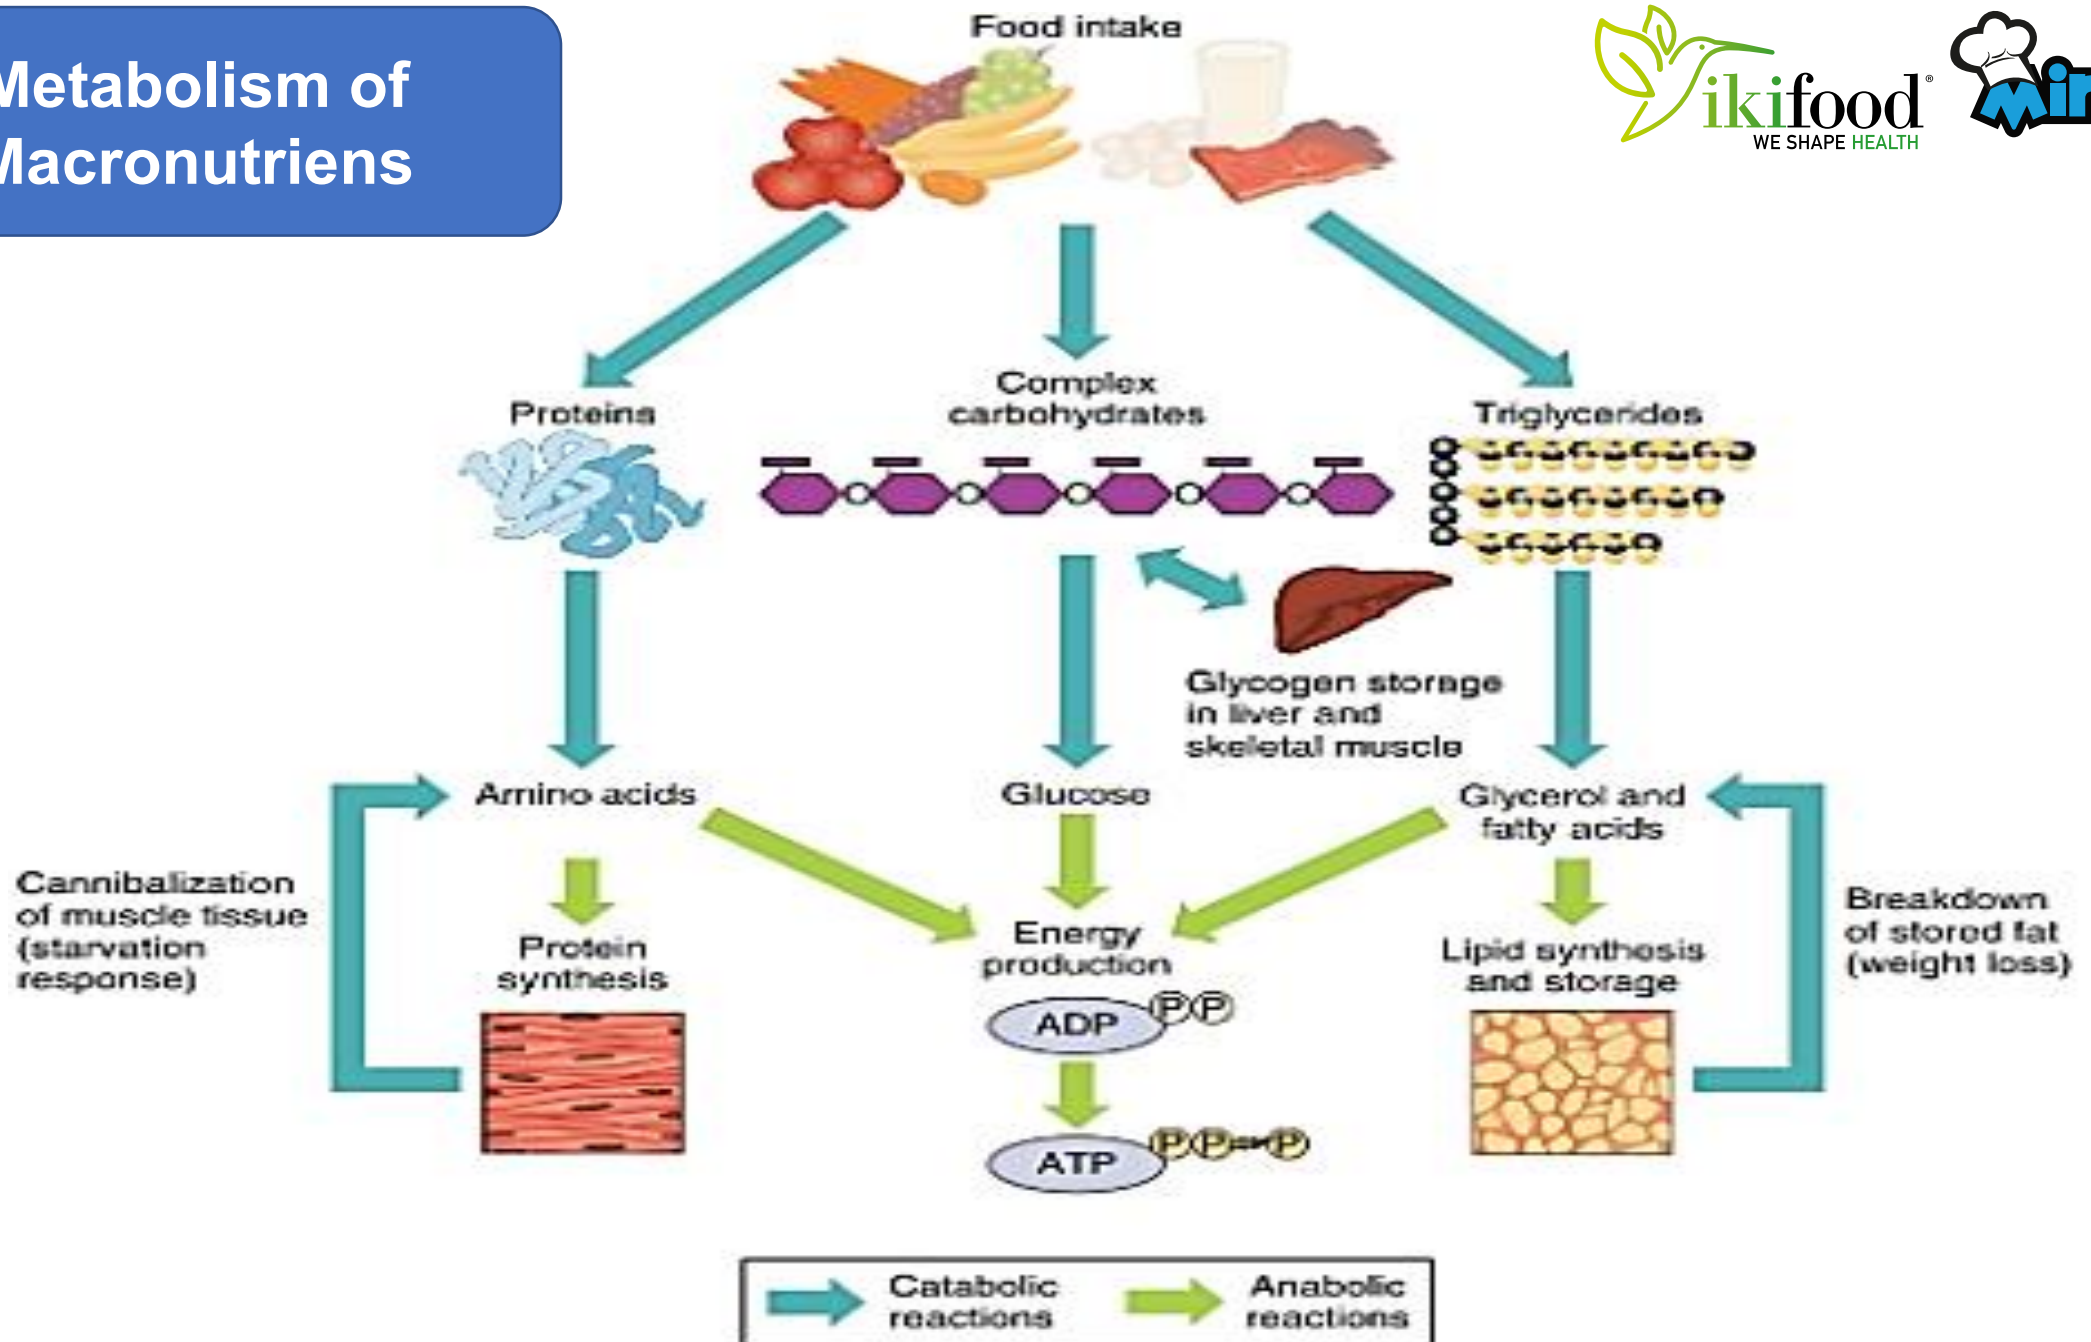 Metabolism of
Macronutriens
Food intake
ikifood®
WE SHAPE HEALTH
Proteins
Complex
carbohydrates
Triglycerides
Glycogen storage
in liver and
skeletal muscle
Amino acids
Glucose
Glycerol and
fatty acids
Cannibalization
of muscle tissue
(starvation
response)
Protein
synthesis
Energy
production
Lipid synthesis
and storage
Breakdown
of stored fat
(weight loss)
ADP P P
ATP P P P
Catabolic
reactions
Anabolic
reactions